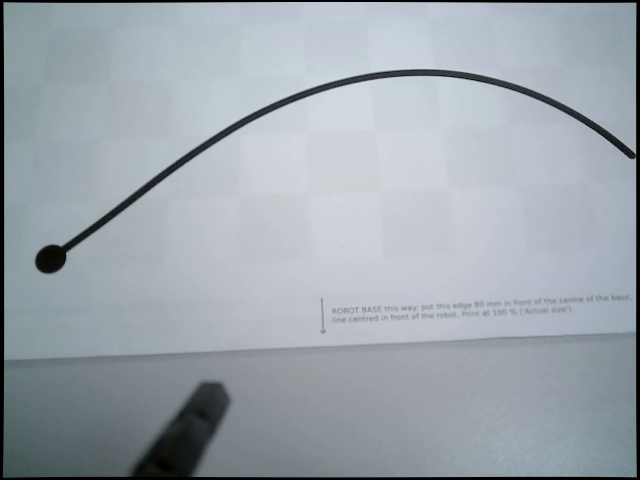 ROBOT BASE this way: put this edge 80 mm in front of the centre of the base,
line centred in front of the robot. Print at 100 % ('Actual size').